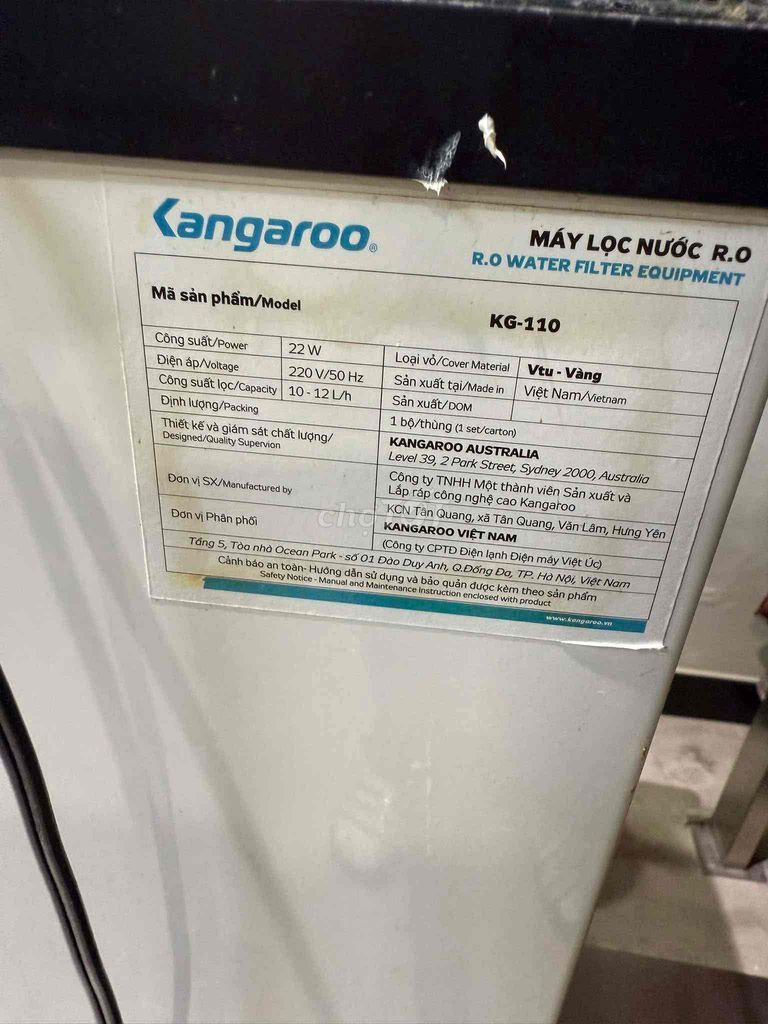 Kangaroo®
MÁY LỌC NƯỚC R.O
R.O WATER FILTER EQUIPMENT
Mã sản phẩm/Model KG-110
Công suất/Power 22 W Loại vỏ/Cover Material Vtu - Vàng
Điện áp/Voltage 220 V/50 Hz Sản xuất tại/Made in Việt Nam/Vietnam
Công suất lọc/Capacity 10 - 12 L/h Sản xuất/DOM
Định lượng/Packing 1 bộ/thùng (1 set/carton)
Thiết kế và giám sát chất lượng/ KANGAROO AUSTRALIA
Designed/Quality Supervion Level 39, 2 Park Street, Sydney 2000, Australia
Đơn vị SX/Manufactured by Công ty TNHH Một thành viên Sản xuất và
Lắp ráp công nghệ cao Kangaroo
KCN Tân Quang, xã Tân Quang, Văn Lâm, Hưng Yên
Đơn vị Phân phối KANGAROO VIỆT NAM
(Công ty CPTĐ Điện lạnh Điện máy Việt Úc)
Tầng 5, Tòa nhà Ocean Park - số 01 Đào Duy Anh, Q.Đống Đa, TP. Hà Nội, Việt Nam
Cảnh báo an toàn- Hướng dẫn sử dụng và bảo quản được kèm theo sản phẩm
Safety Notice - Manual and Maintenance Instruction enclosed with product
www.kangaroo.vn